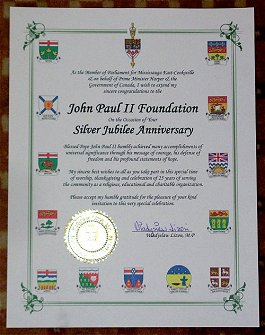 As the Member of Parliament for Mississauga East-Cooksville
& on behalf of Prime Minister Harper & the
Government of Canada, I wish to extend my
sincere congratulations to the
John Paul II Foundation
On the Occasion of Your
Silver Jubilee Anniversary
Blessed Pope John Paul II humbly achieved many accomplishments of
universal significance through his message of courage, his defense of
freedom and his profound statements of hope.
My sincere best wishes to all as you take part in this special time
of worship, thanksgiving and celebration of 25 years of serving
the community as a religious, educational and charitable organization.
Please accept my humble gratitude for the pleasure of your kind
invitation to this very special celebration.
Wladyslaw Lizon, M.P